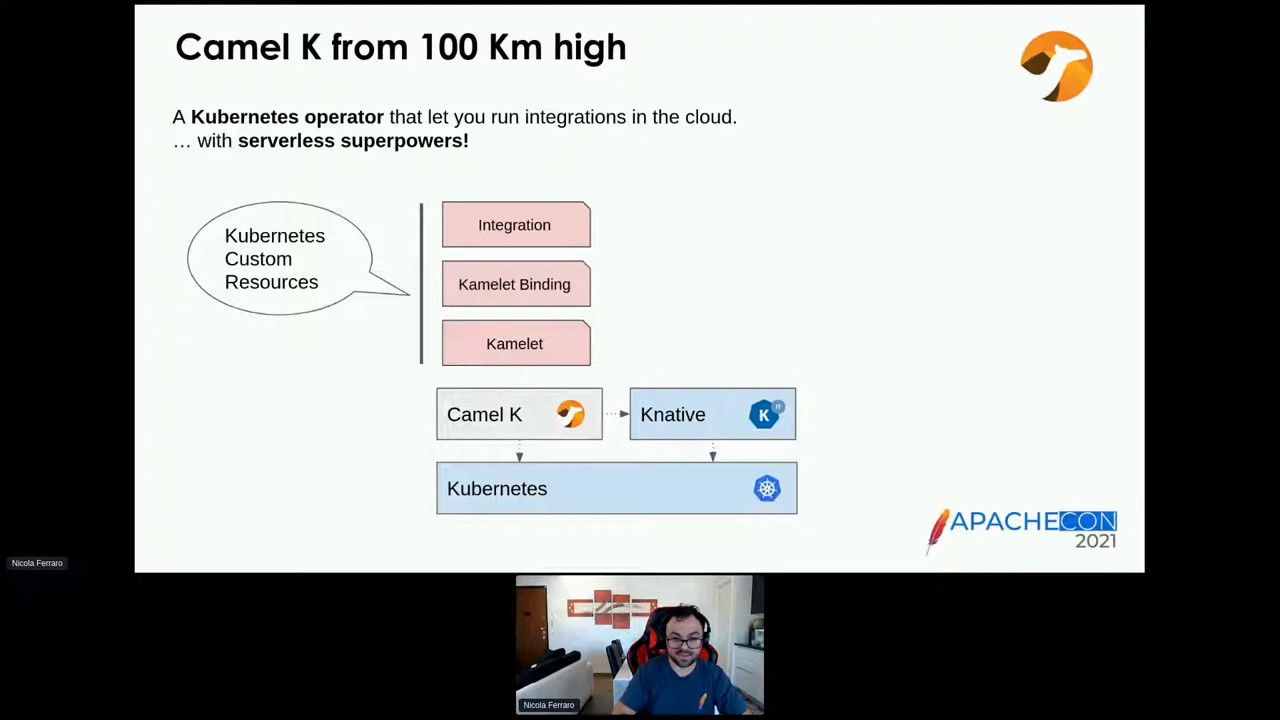 Camel K from 100 Km high
A Kubernetes operator that let you run integrations in the cloud.
… with serverless superpowers!
Kubernetes
Custom
Resources
Integration
Kamelet Binding
Kamelet
Camel K
Knative
K
n
Kubernetes
APACHECON
2021
Nicola Ferraro
Nicola Ferraro